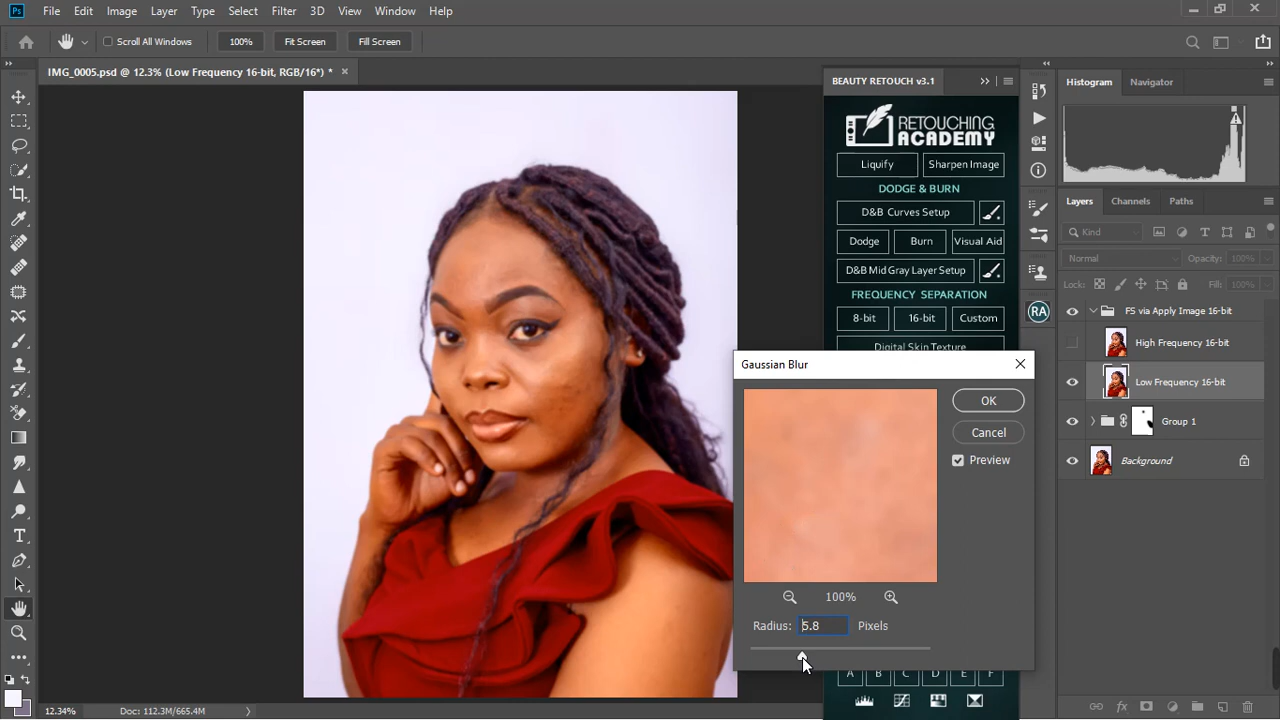 Ps File Edit Image Layer Type Select Filter 3D View Window Help
Scroll All Windows 100% Fit Screen Fill Screen
IMG_0005.psd @ 12.3% (Low Frequency 16-bit, RGB/16*) *
BEAUTY RETOUCH v3.1
RETOUCHING
ACADEMY
Liquify Sharpen Image
DODGE & BURN
D&B Curves Setup
Dodge Burn Visual Aid
D&B Mid Gray Layer Setup
FREQUENCY SEPARATION
8-bit 16-bit Custom
Digital Skin Texture
Gaussian Blur
OK
Cancel
Preview
100%
Radius: 5.8 Pixels
A B C D E F
RA
Histogram Navigator
Layers Channels Paths
Kind
Normal Opacity: 100%
Lock: Fill: 100%
FS via Apply Image 16-bit
High Frequency 16-bit
Low Frequency 16-bit
Group 1
Background
fx
12.34% Doc: 112.3M/665.4M